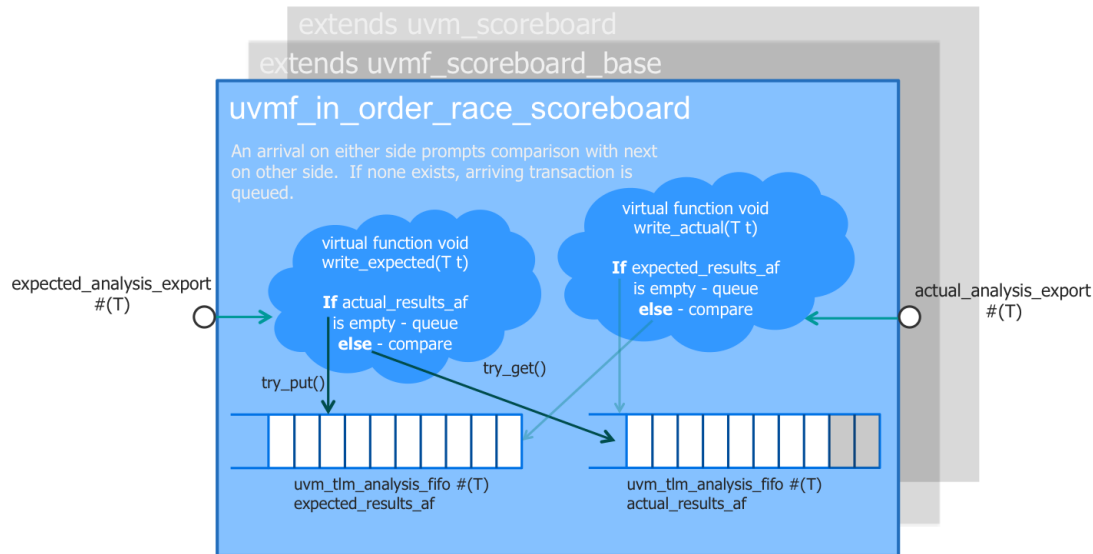 extends uvm_scoreboard
extends uvmf_scoreboard_base
uvmf_in_order_race_scoreboard
An arrival on either side prompts comparison with next
on other side.  If none exists, arriving transaction is
queued.
virtual function void
write_expected(T t)
If actual_results_af
is empty - queue
else - compare
virtual function void
write_actual(T t)
If expected_results_af
is empty - queue
else - compare
expected_analysis_export
#(T)
actual_analysis_export
#(T)
try_put()
try_get()
uvm_tlm_analysis_fifo #(T)
expected_results_af
uvm_tlm_analysis_fifo #(T)
actual_results_af